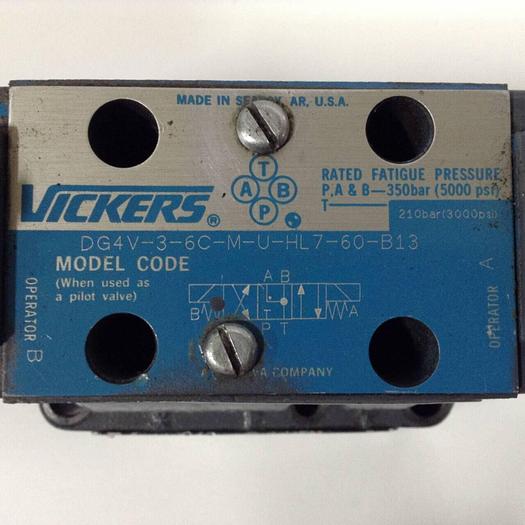 MADE IN SEARCY, AR, U.S.A.
VICKERS®
T
A B
P
RATED FATIGUE PRESSURE
P,A & B—350bar (5000 psi)
T—
210bar(3000psi)
DG4V-3-6C-M-U-HL7-60-B13
MODEL CODE
(When used as
a pilot valve)
OPERATOR B
OPERATOR A
A B
B A
P T
COMPANY